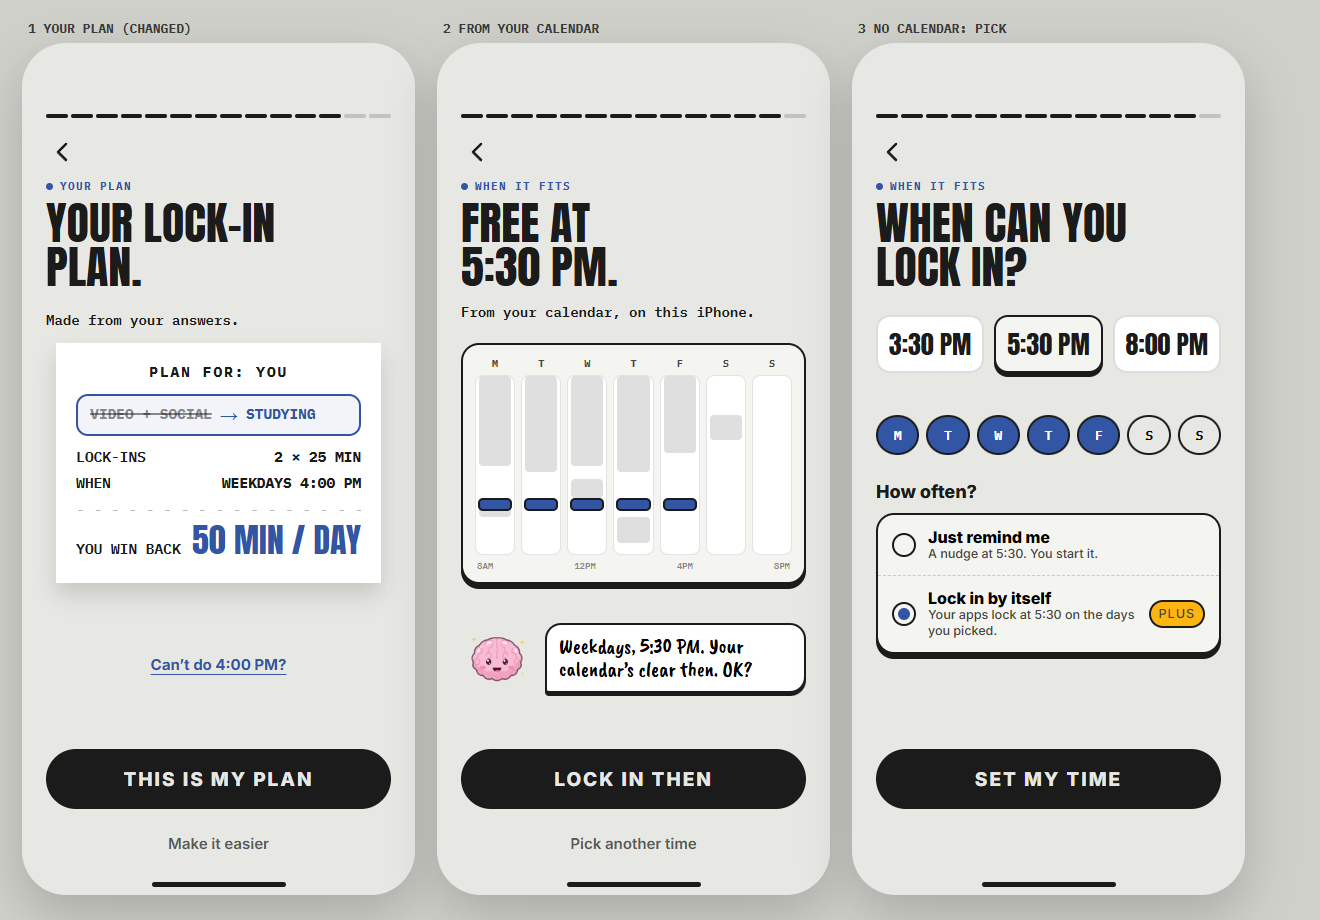 1 YOUR PLAN (CHANGED)
YOUR PLAN
YOUR LOCK-IN
PLAN.
Made from your answers.
PLAN FOR: YOU
VIDEO + SOCIAL → STUDYING
LOCK-INS 2 × 25 MIN
WHEN WEEKDAYS 4:00 PM
YOU WIN BACK 50 MIN / DAY
Can't do 4:00 PM?
THIS IS MY PLAN
Make it easier
2 FROM YOUR CALENDAR
WHEN IT FITS
FREE AT
5:30 PM.
From your calendar, on this iPhone.
M T W T F S S
8AM 12PM 4PM 8PM
Weekdays, 5:30 PM. Your
calendar's clear then. OK?
LOCK IN THEN
Pick another time
3 NO CALENDAR: PICK
WHEN IT FITS
WHEN CAN YOU
LOCK IN?
3:30 PM 5:30 PM 8:00 PM
M T W T F S S
How often?
Just remind me
A nudge at 5:30. You start it.
Lock in by itself
Your apps lock at 5:30 on the days
you picked.
PLUS
SET MY TIME